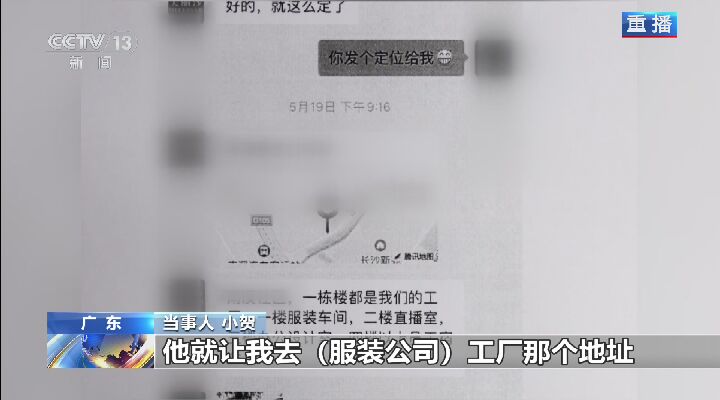 CCTV 13
新闻
重播
好的，就这么定了
你发个定位给我
5月19日 下午9:16
G105
长沙新
腾讯地图
，一栋楼都是我们的工
一楼服装车间，二楼直播室，
广东
当事人 小贺
他就让我去（服装公司）工厂那个地址